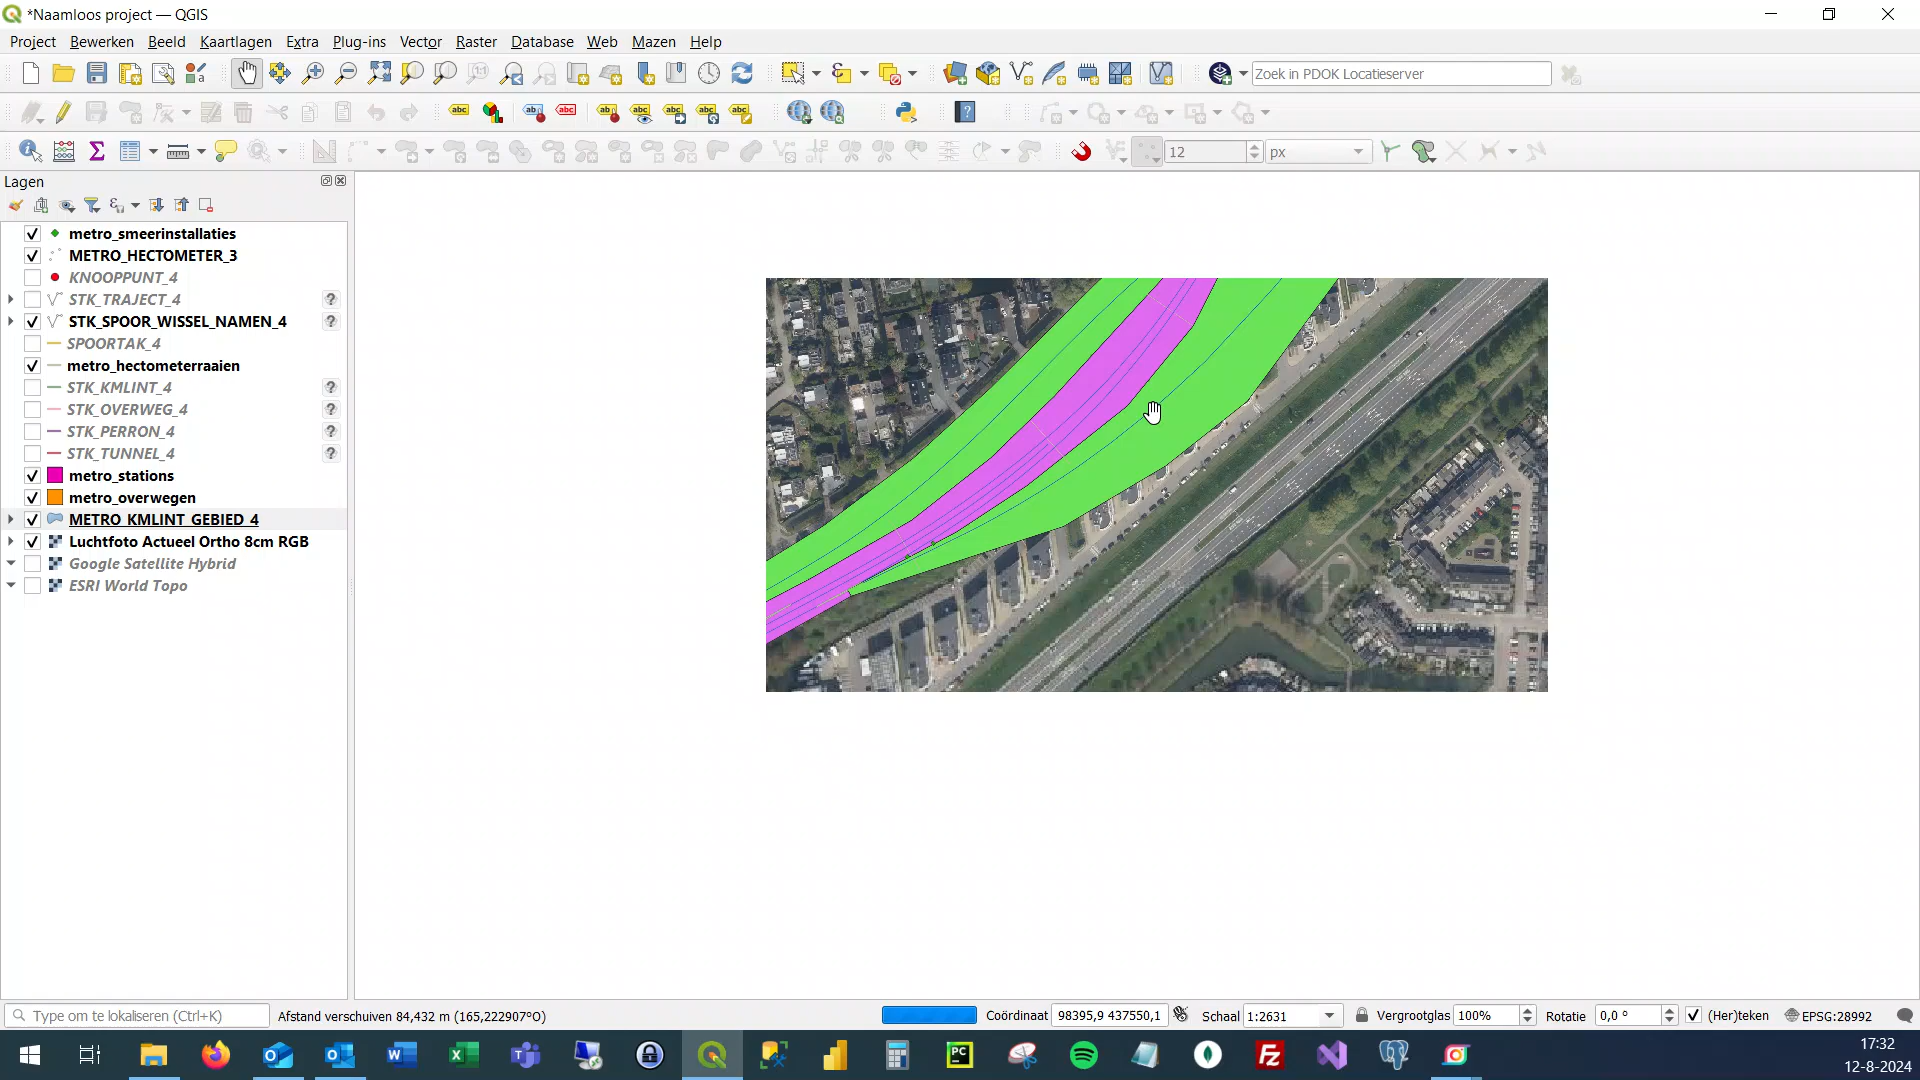 *Naamloos project — QGIS
Project Bewerken Beeld Kaartlagen Extra Plug-ins Vector Raster Database Web Mazen Help
Zoek in PDOK Locatieserver
12 px
Lagen
metro_smeerinstallaties
METRO_HECTOMETER_3
KNOOPPUNT_4
STK_TRAJECT_4
STK_SPOOR_WISSEL_NAMEN_4
SPOORTAK_4
metro_hectometerraaien
STK_KMLINT_4
STK_OVERWEG_4
STK_PERRON_4
STK_TUNNEL_4
metro_stations
metro_overwegen
METRO_KMLINT_GEBIED_4
Luchtfoto Actueel Ortho 8cm RGB
Google Satellite Hybrid
ESRI World Topo
Type om te lokaliseren (Ctrl+K) Afstand verschuiven 84,432 m (165,222907°O) Coördinaat 98395,9 437550,1 Schaal 1:2631 Vergrootglas 100% Rotatie 0,0 ° (Her)teken EPSG:28992
17:32
12-8-2024